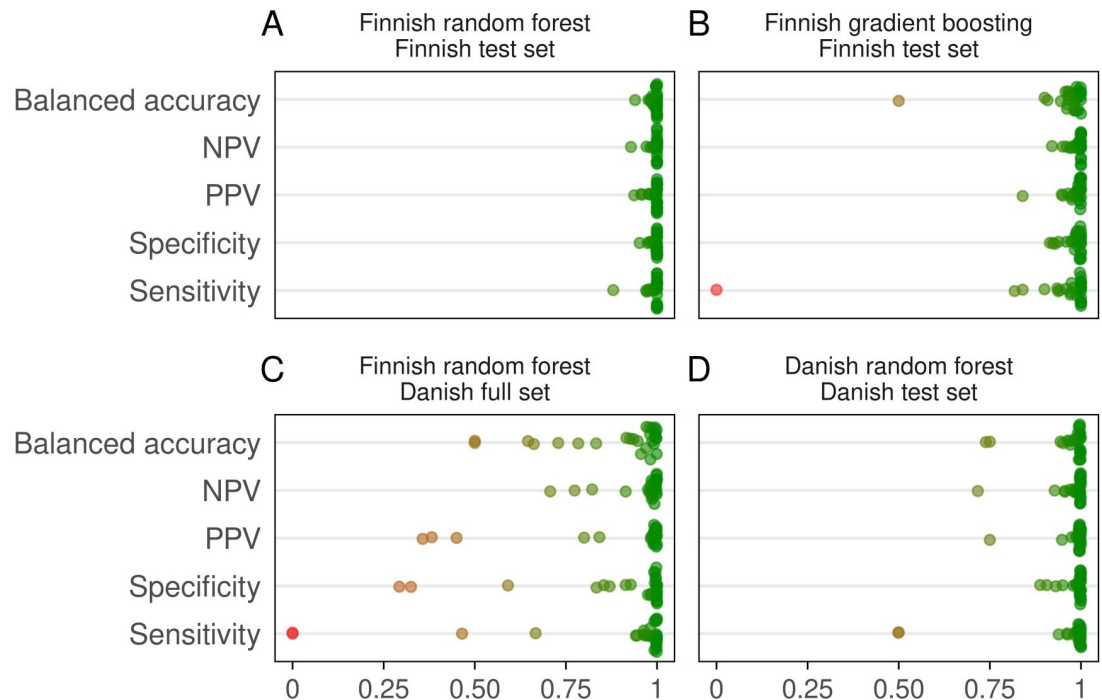 A
Finnish random forest
Finnish test set
B
Finnish gradient boosting
Finnish test set
Balanced accuracy
NPV
PPV
Specificity
Sensitivity
C
Finnish random forest
Danish full set
D
Danish random forest
Danish test set
Balanced accuracy
NPV
PPV
Specificity
Sensitivity
0 0.25 0.50 0.75 1
0 0.25 0.50 0.75 1